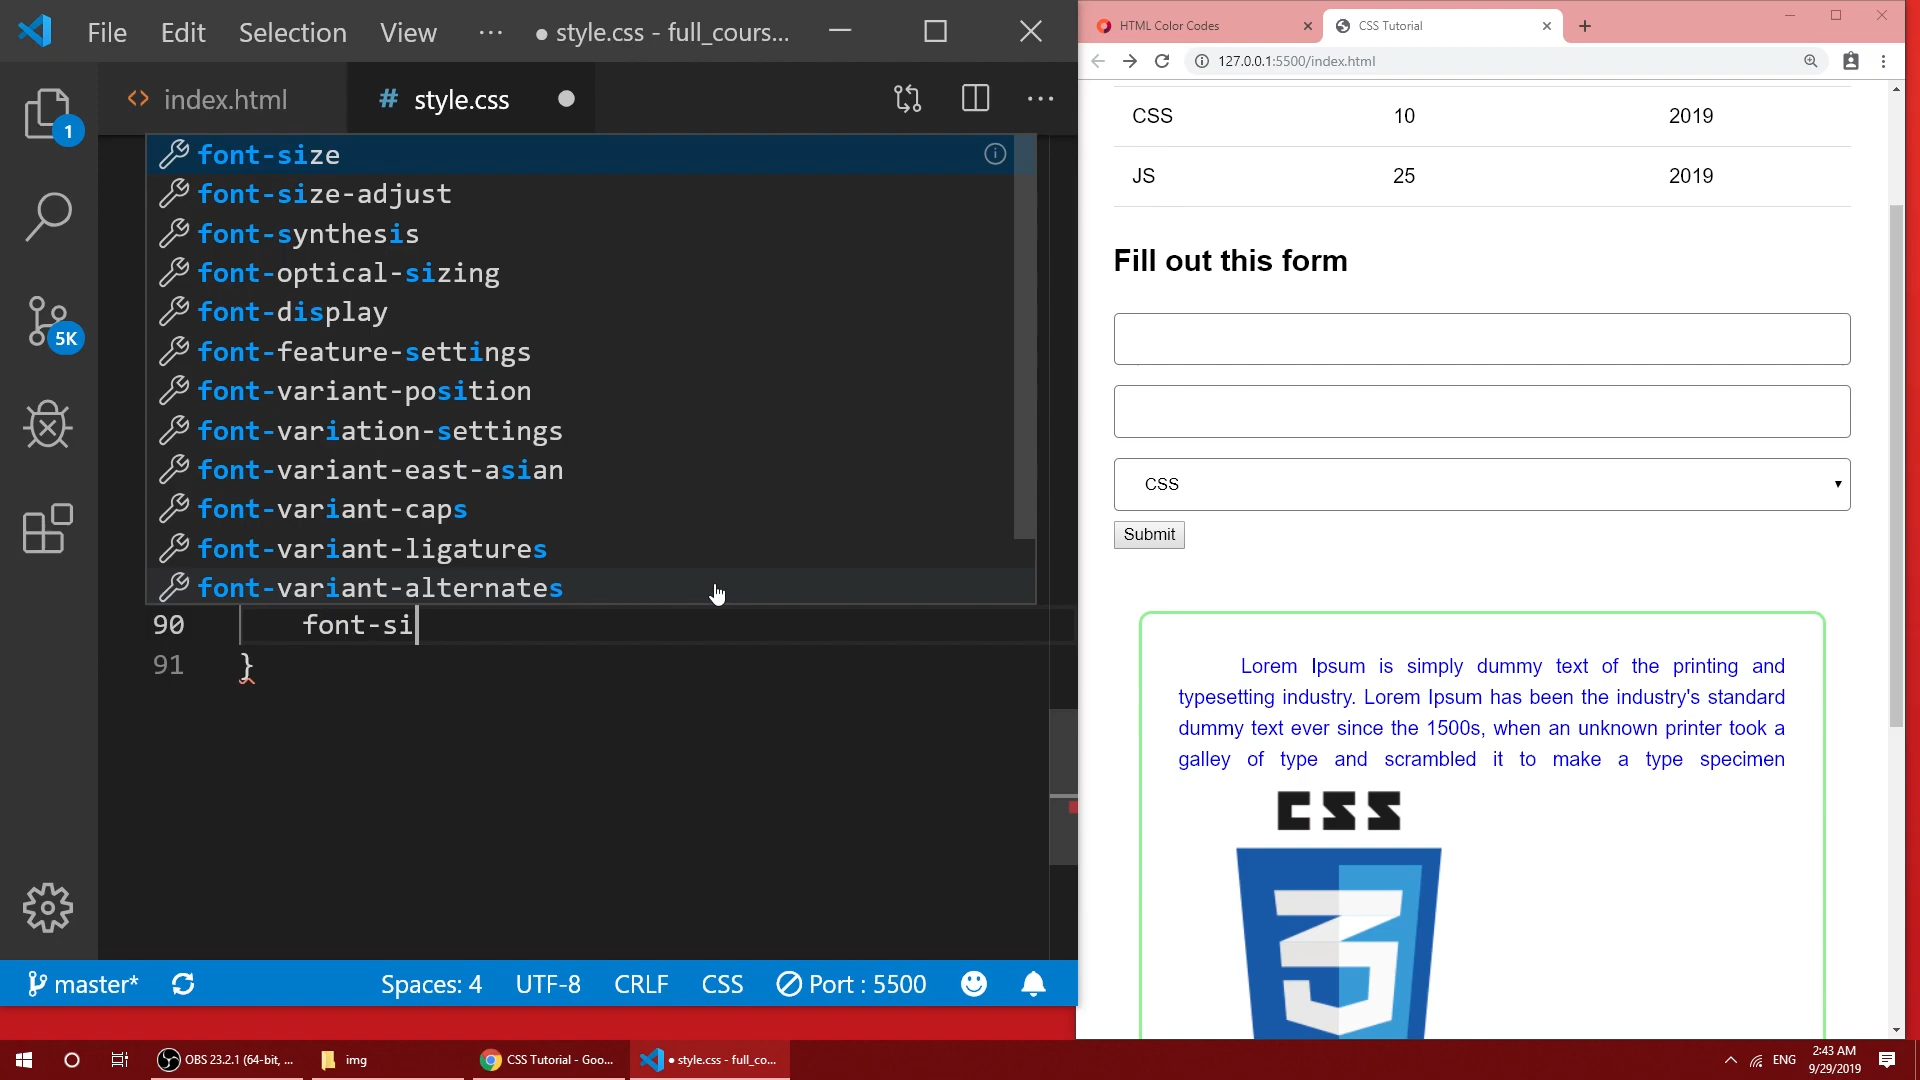 File Edit Selection View ··· ● style.css - full_cours...
index.html # style.css ● ···
font-size
font-size-adjust
font-synthesis
font-optical-sizing
font-display
font-feature-settings
font-variant-position
font-variation-settings
font-variant-east-asian
font-variant-caps
font-variant-ligatures
font-variant-alternates
90 font-si
91 }
1
5K
master* Spaces: 4 UTF-8 CRLF CSS Port : 5500
HTML Color Codes CSS Tutorial
127.0.0.1:5500/index.html
CSS 10 2019
JS 25 2019
Fill out this form
CSS
Submit
Lorem Ipsum is simply dummy text of the printing and
typesetting industry. Lorem Ipsum has been the industry's standard
dummy text ever since the 1500s, when an unknown printer took a
galley of type and scrambled it to make a type specimen
CSS
3
OBS 23.2.1 (64-bit, ... img CSS Tutorial - Goo... ● style.css - full_co... ENG 2:43 AM
9/29/2019